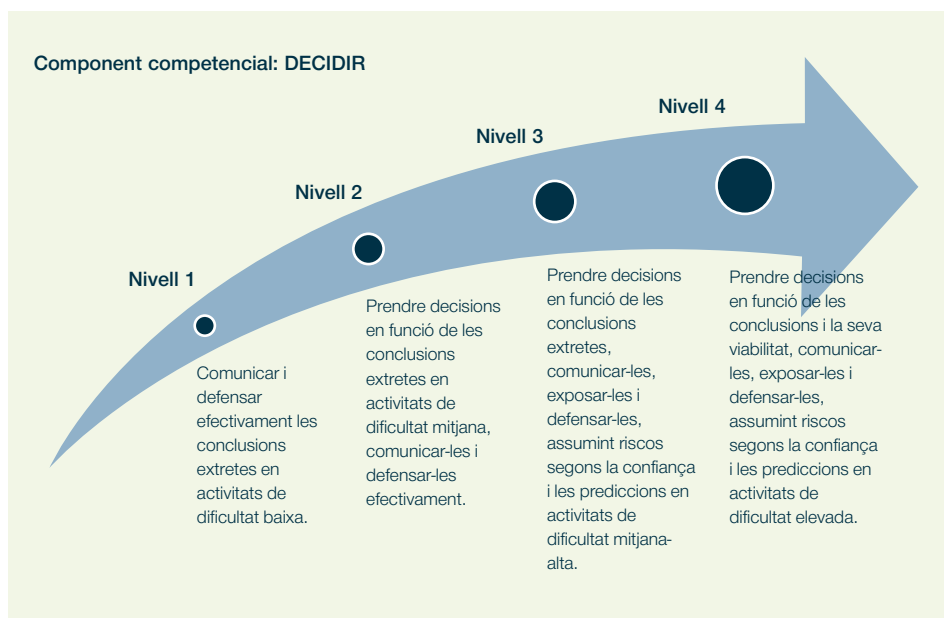 Component competencial: DECIDIR
Nivell 1
Comunicar i
defensar
efectivament les
conclusions
extretes en
activitats de
dificultat baixa.
Nivell 2
Prendre decisions
en funció de les
conclusions
extretes en
activitats de
dificultat mitjana,
comunicar-les i
defensar-les
efectivament.
Nivell 3
Prendre decisions
en funció de les
conclusions
extretes,
comunicar-les,
exposar-les i
defensar-les,
assumint riscos
segons la confiança
i les prediccions en
activitats de
dificultat mitjana-
alta.
Nivell 4
Prendre decisions
en funció de les
conclusions i la seva
viabilitat, comunicar-
les, exposar-les i
defensar-les,
assumint riscos
segons la confiança
i les prediccions en
activitats de
dificultat elevada.